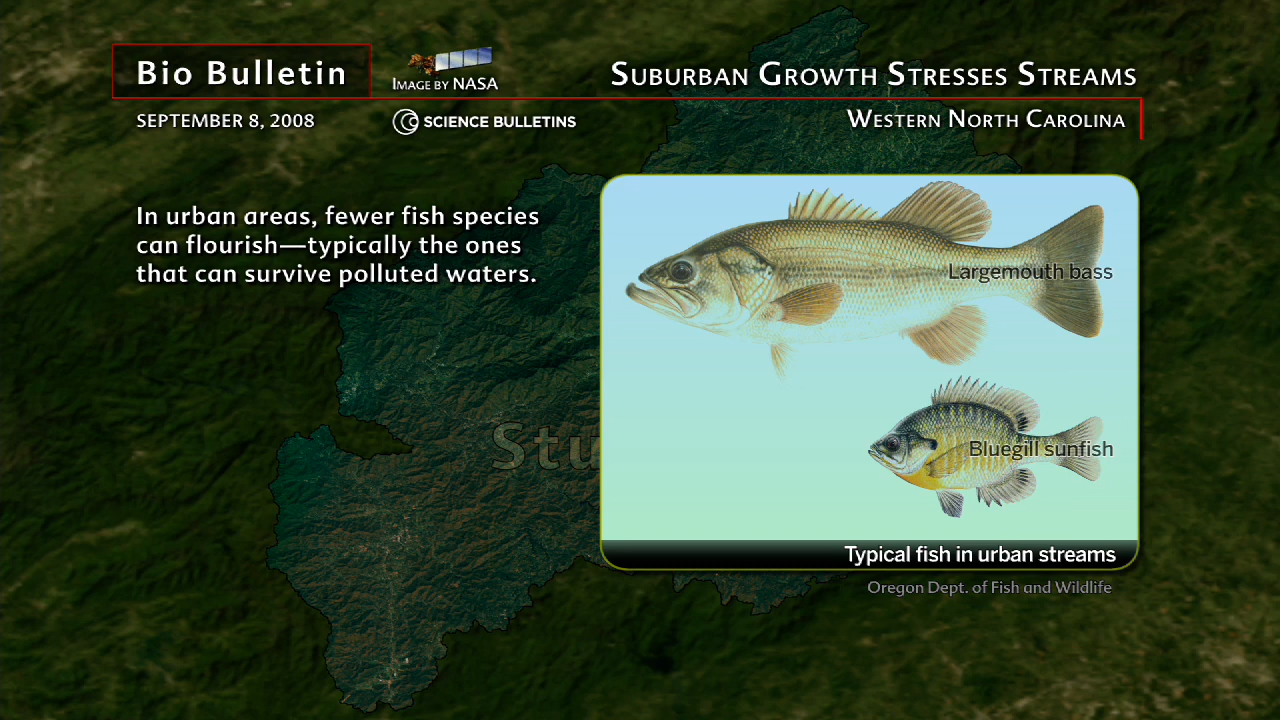 Bio Bulletin
IMAGE BY NASA
SUBURBAN GROWTH STRESSES STREAMS
SEPTEMBER 8, 2008
SCIENCE BULLETINS
WESTERN NORTH CAROLINA
In urban areas, fewer fish species
can flourish—typically the ones
that can survive polluted waters.
Largemouth bass
Stu
Bluegill sunfish
Typical fish in urban streams
Oregon Dept. of Fish and Wildlife